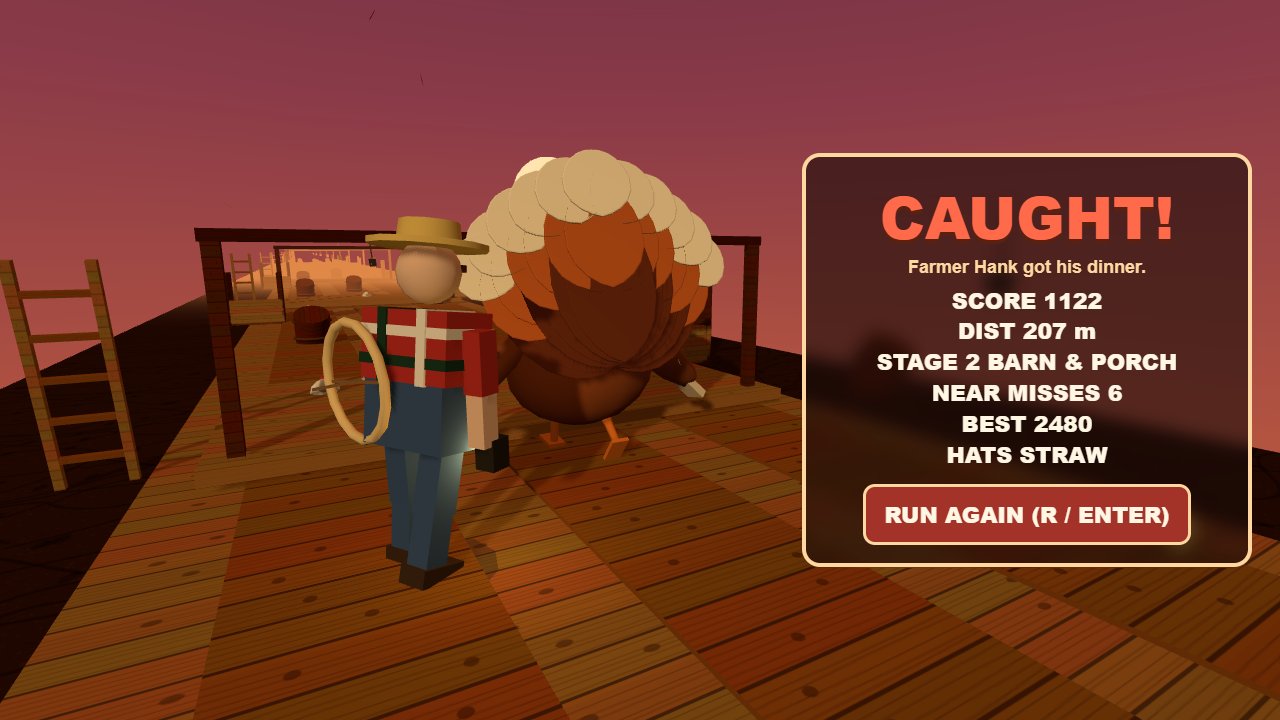 CAUGHT!
Farmer Hank got his dinner.
SCORE 1122
DIST 207 m
STAGE 2 BARN & PORCH
NEAR MISSES 6
BEST 2480
HATS STRAW
RUN AGAIN (R / ENTER)